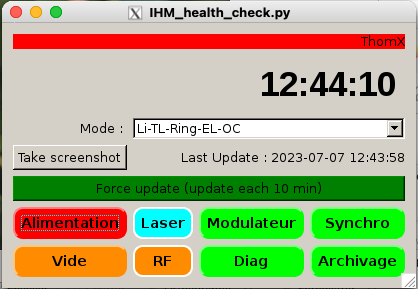 IHM_health_check.py
ThomX
12:44:10
Mode : Li-TL-Ring-EL-OC
Take screenshot Last Update : 2023-07-07 12:43:58
Force update (update each 10 min)
Alimentation Laser Modulateur Synchro
Vide RF Diag Archivage